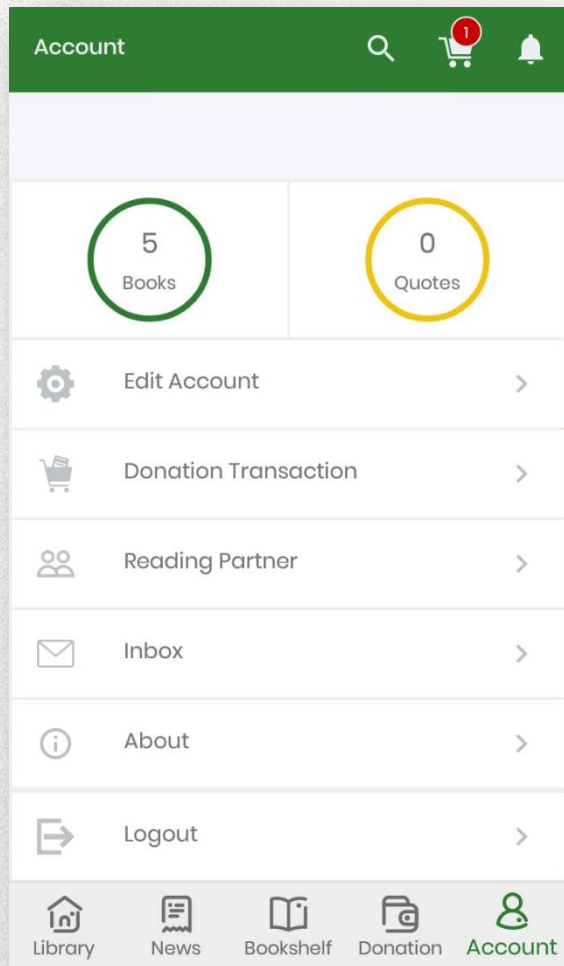 Account
1
5
Books
0
Quotes
Edit Account
Donation Transaction
Reading Partner
Inbox
About
Logout
Library News Bookshelf Donation Account